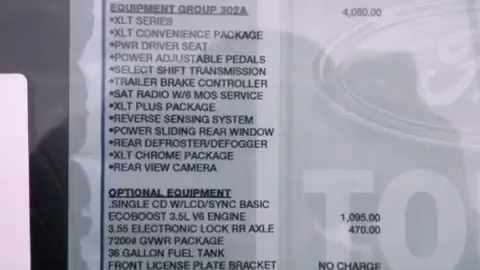 EQUIPMENT GROUP 302A 4,080.00
•XLT SERIES
•XLT CONVENIENCE PACKAGE
•PWR DRIVER SEAT
•POWER ADJUSTABLE PEDALS
•SELECT SHIFT TRANSMISSION
•TRAILER BRAKE CONTROLLER
•SAT RADIO W/6 MOS SERVICE
•XLT PLUS PACKAGE
•REVERSE SENSING SYSTEM
•POWER SLIDING REAR WINDOW
•REAR DEFROSTER/DEFOGGER
•XLT CHROME PACKAGE
•REAR VIEW CAMERA
OPTIONAL EQUIPMENT
.SINGLE CD W/LCD/SYNC BASIC
ECOBOOST 3.5L V6 ENGINE 1,095.00
3.55 ELECTRONIC LOCK RR AXLE 470.00
7200# GVWR PACKAGE
36 GALLON FUEL TANK
FRONT LICENSE PLATE BRACKET NO CHARGE